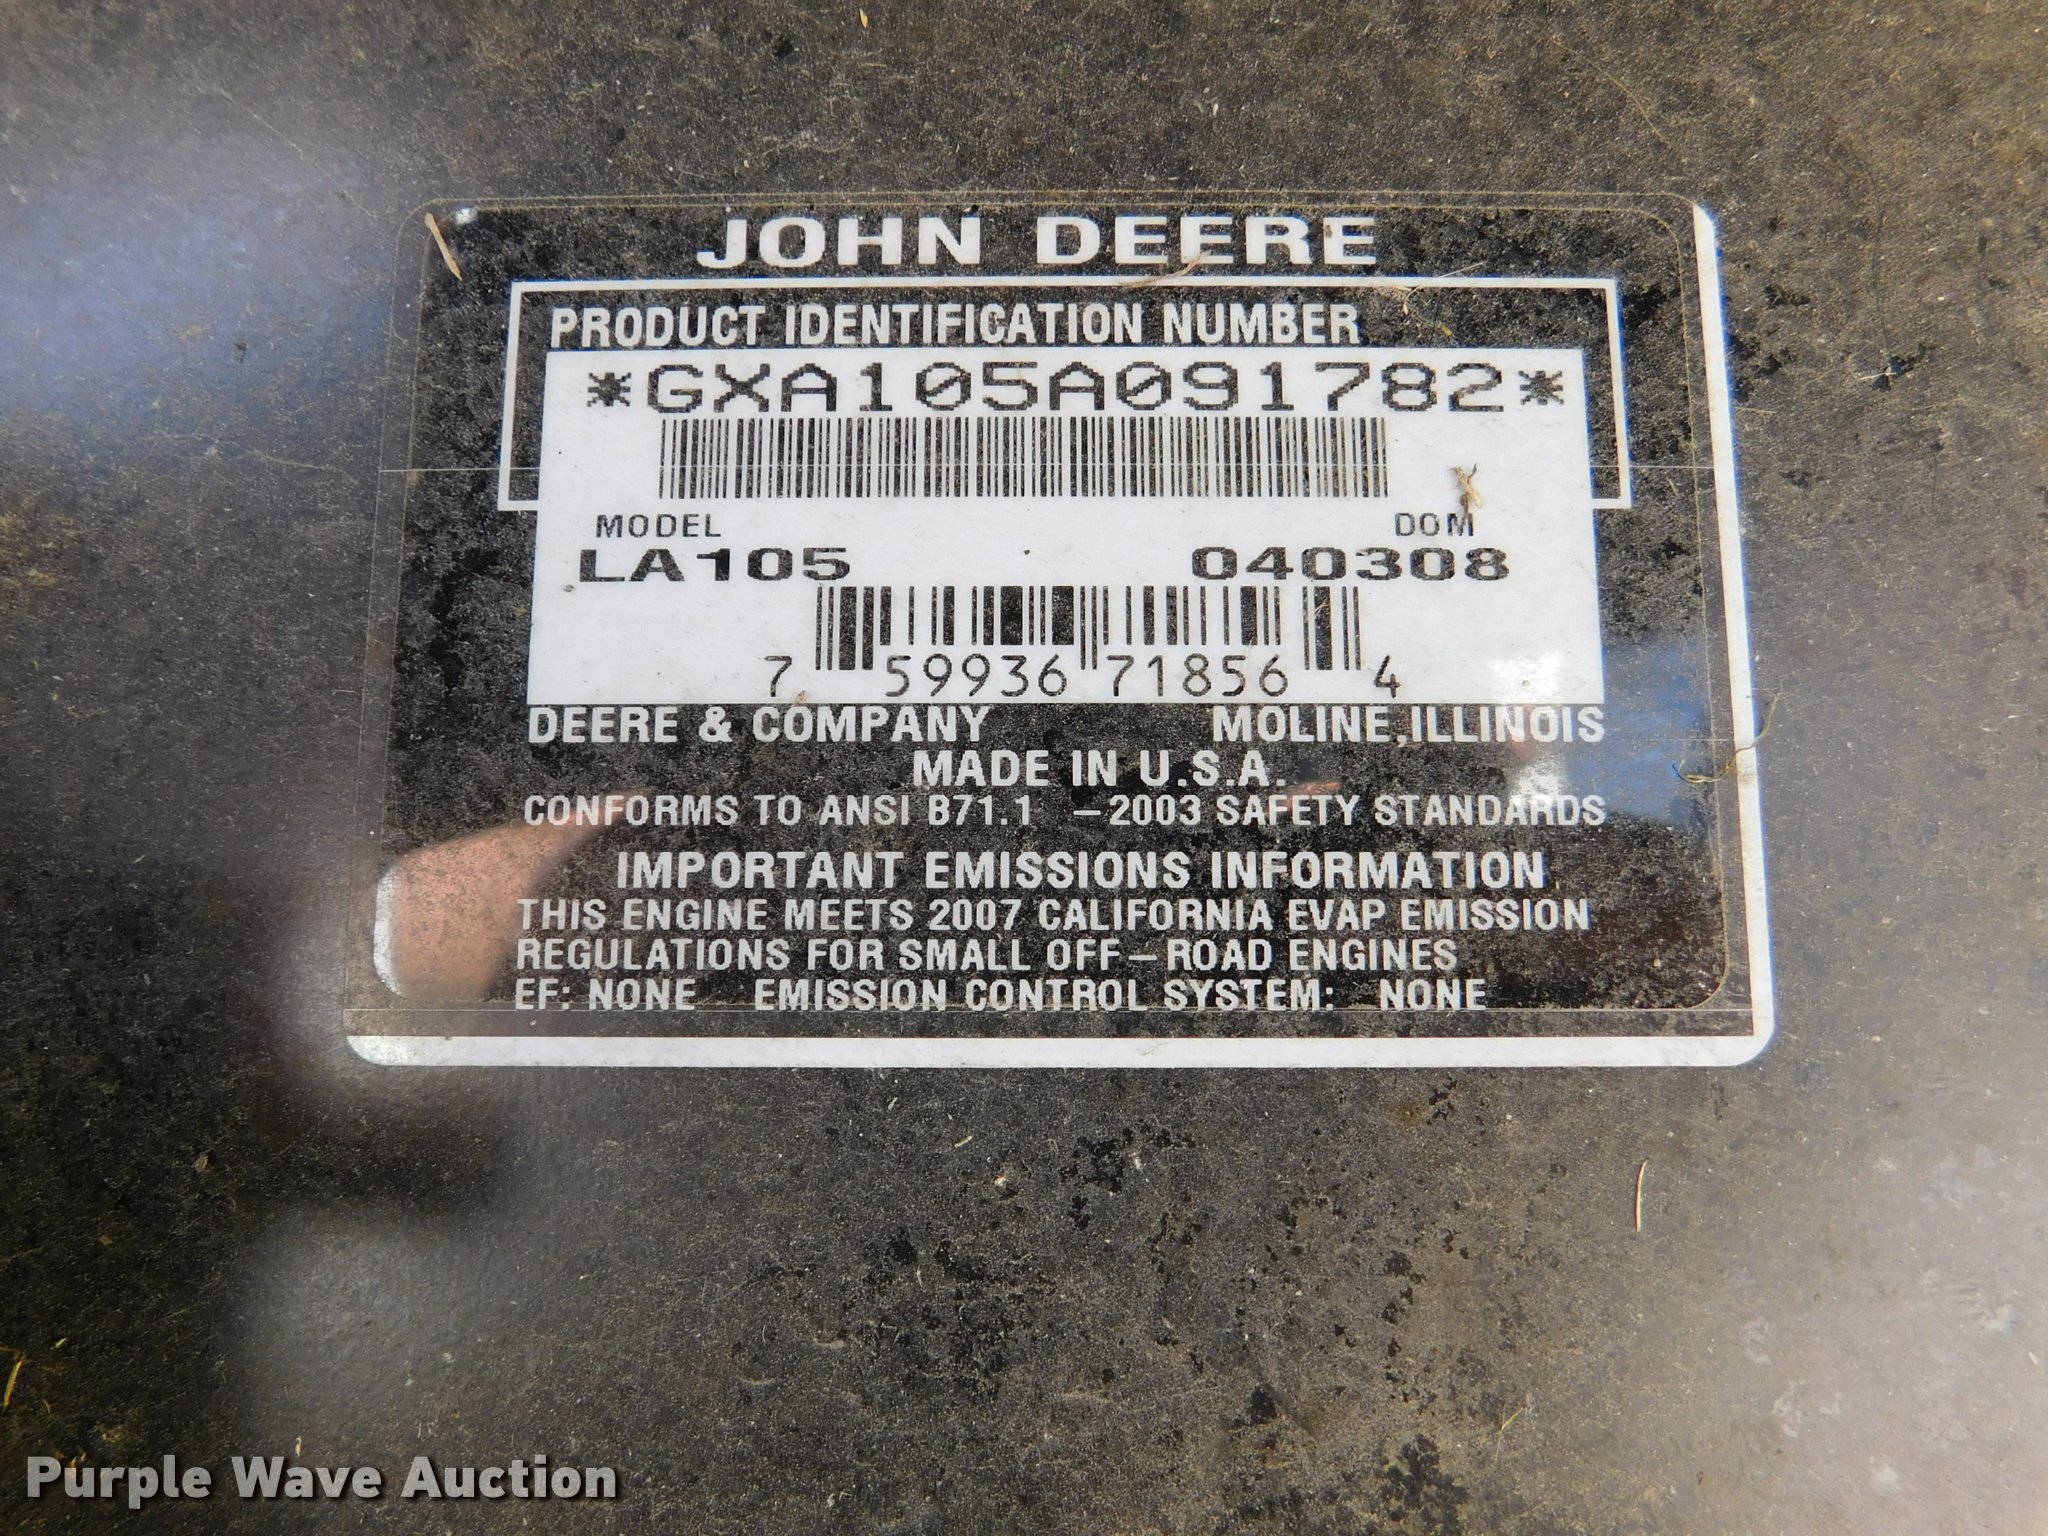 JOHN DEERE
PRODUCT IDENTIFICATION NUMBER
*GXA105A091782*
MODEL DOM
LA105 040308
7 59936 71856 4
DEERE & COMPANY MOLINE, ILLINOIS
MADE IN U.S.A.
CONFORMS TO ANSI B71.1 -2003 SAFETY STANDARDS
IMPORTANT EMISSIONS INFORMATION
THIS ENGINE MEETS 2007 CALIFORNIA EVAP EMISSION
REGULATIONS FOR SMALL OFF-ROAD ENGINES
EF: NONE EMISSION CONTROL SYSTEM: NONE
Purple Wave Auction